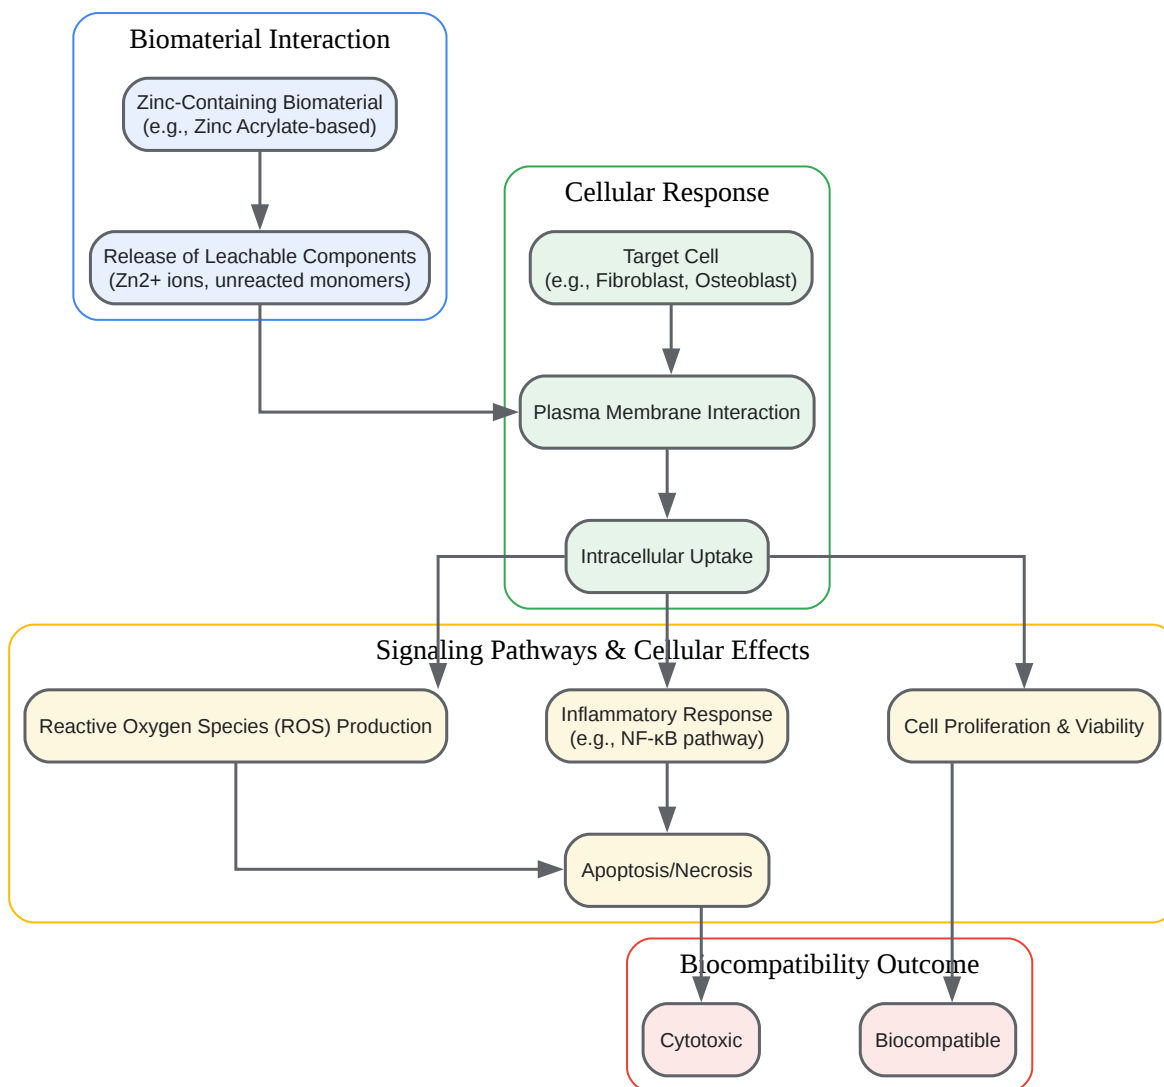 Biomaterial Interaction
Zinc-Containing Biomaterial
(e.g., Zinc Acrylate-based)
Release of Leachable Components
(Zn2+ ions, unreacted monomers)
Cellular Response
Target Cell
(e.g., Fibroblast, Osteoblast)
Plasma Membrane Interaction
Intracellular Uptake
Signaling Pathways & Cellular Effects
Reactive Oxygen Species (ROS) Production
Inflammatory Response
(e.g., NF-κB pathway)
Cell Proliferation & Viability
Apoptosis/Necrosis
Biocompatibility Outcome
Cytotoxic
Biocompatible